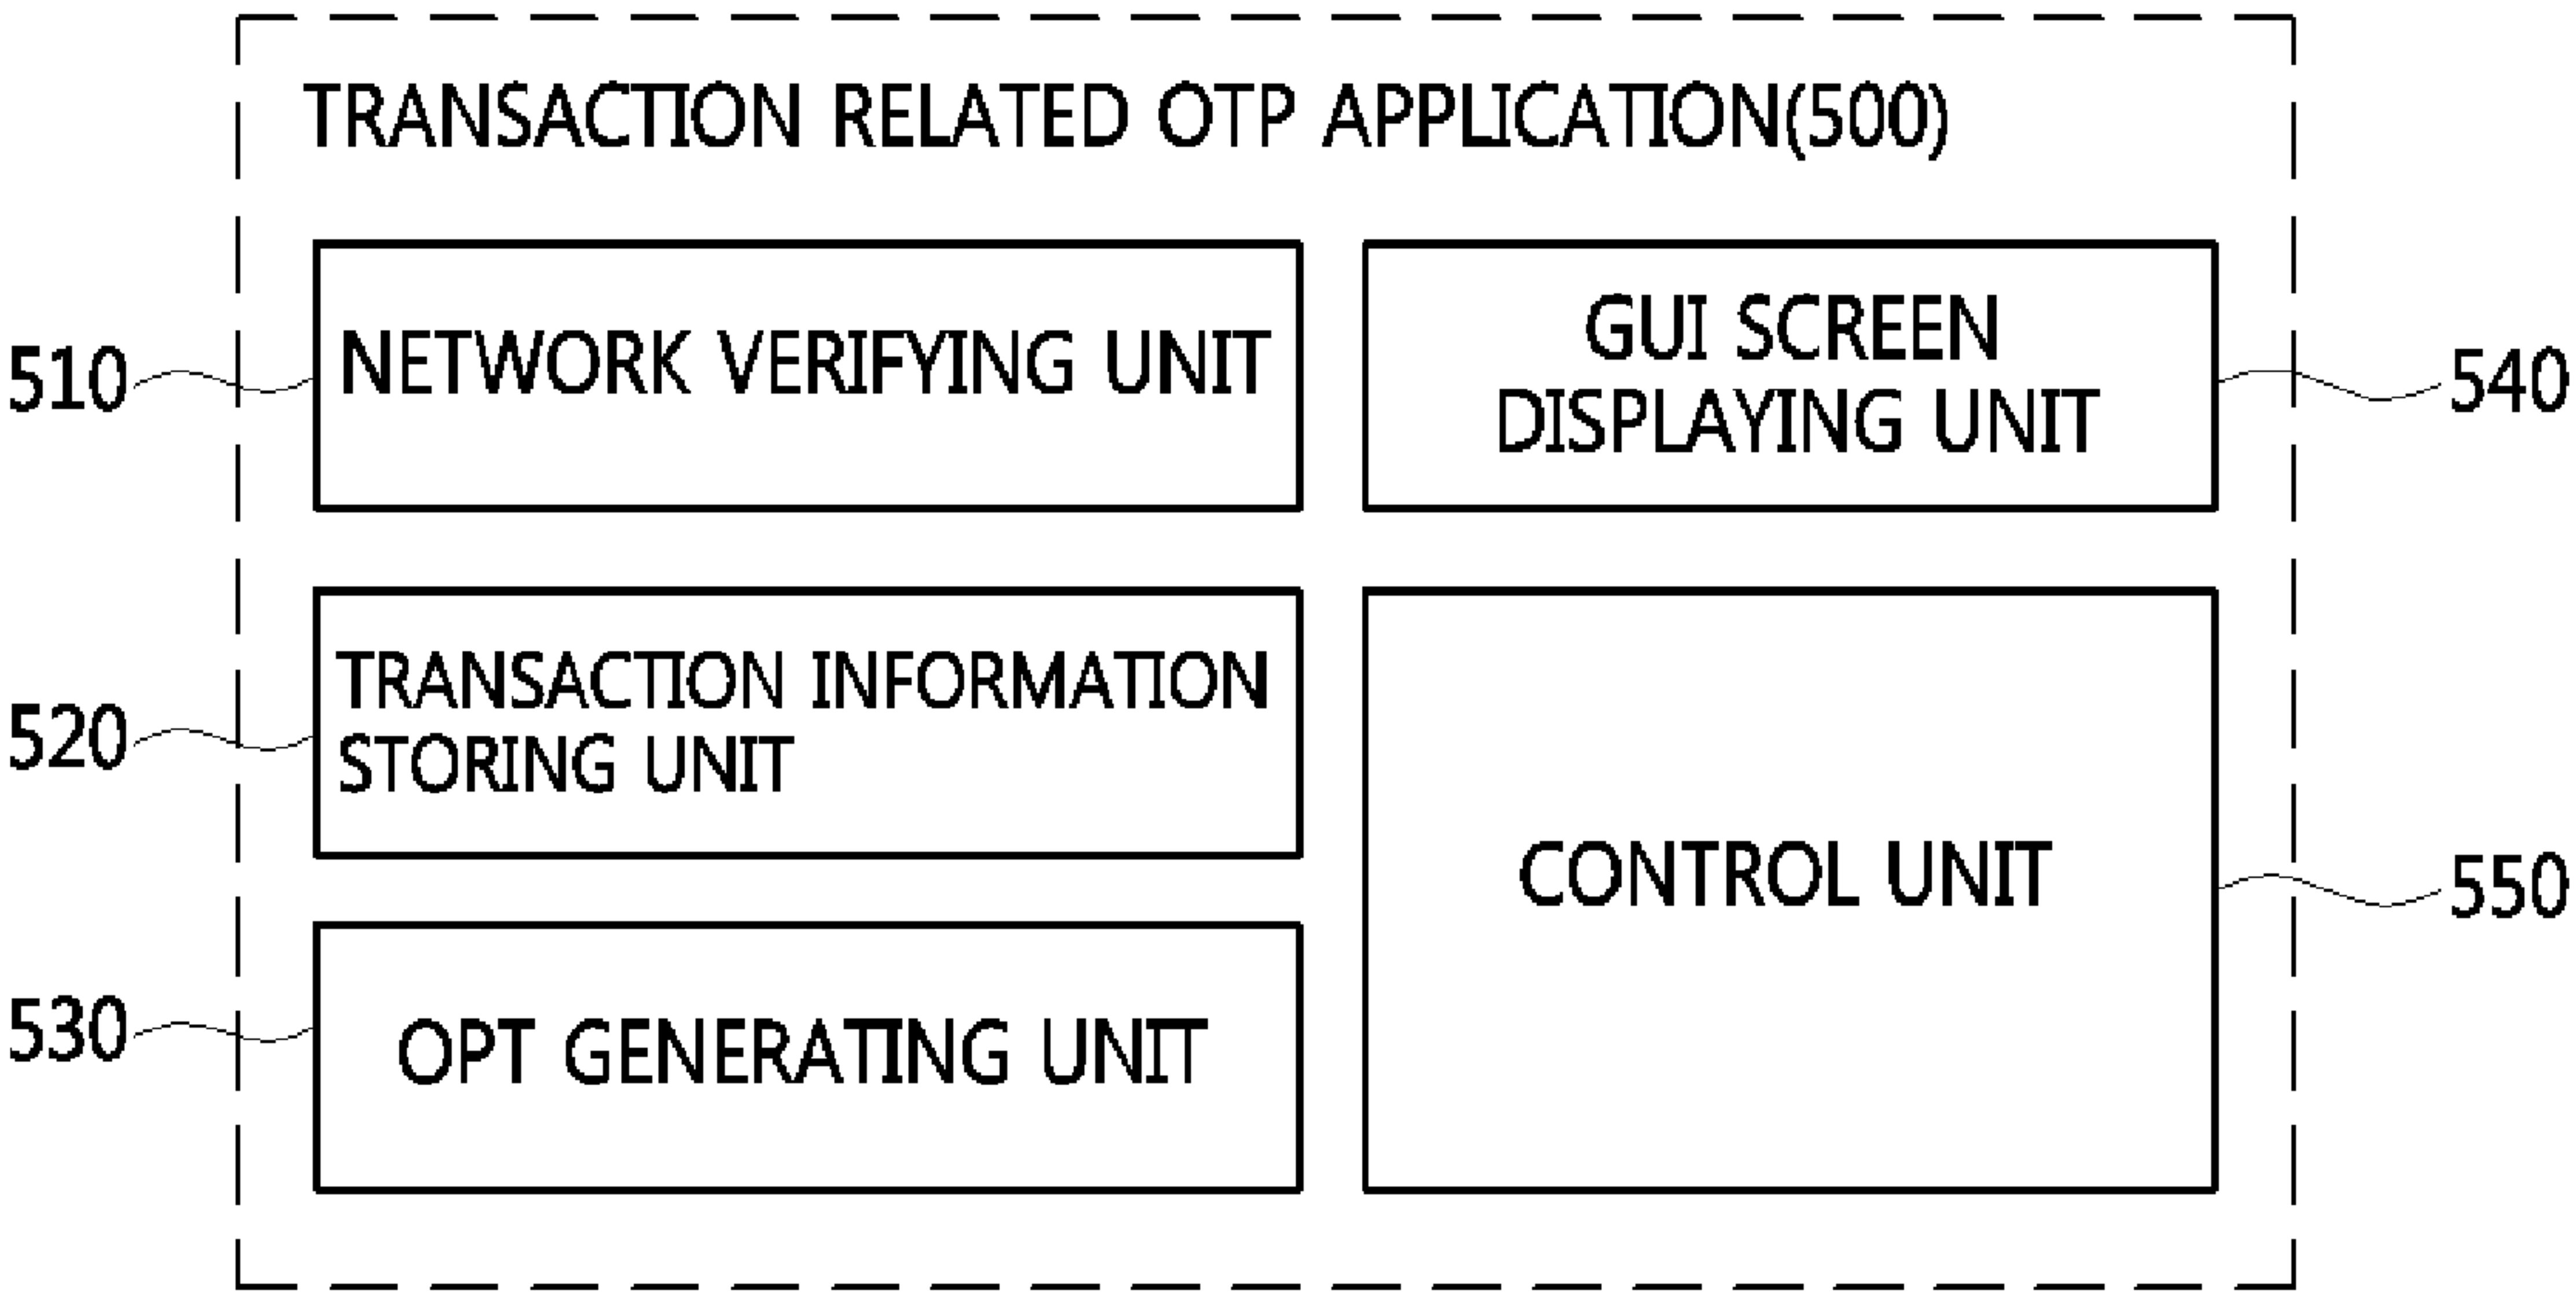 TRANSACTION RELATED OTP APPLICATION(500)
510
NETWORK VERIFYING UNIT
GUI SCREEN
DISPLAYING UNIT
540
520
TRANSACTION INFORMATION
STORING UNIT
CONTROL UNIT
550
530
OPT GENERATING UNIT